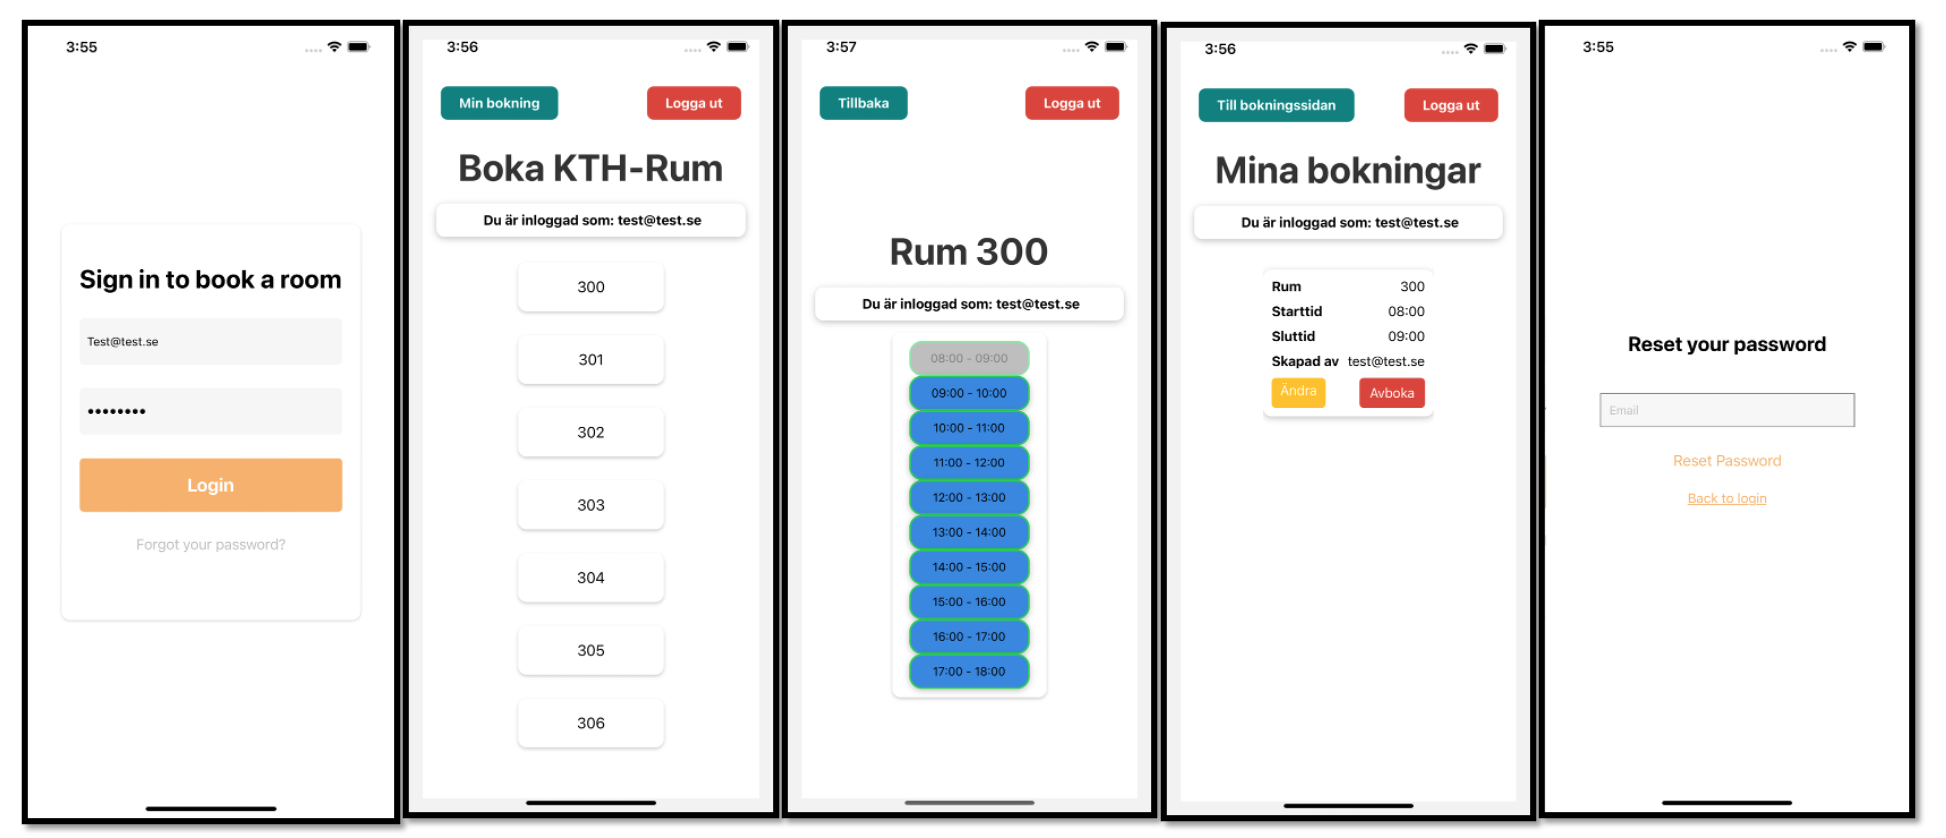 3:55
Sign in to book a room
Test@test.se
••••••••
Login
Forgot your password?
3:56
Min bokning
Logga ut
Boka KTH-Rum
Du är inloggad som: test@test.se
300
301
302
303
304
305
306
3:57
Tillbaka
Logga ut
Rum 300
Du är inloggad som: test@test.se
08:00 - 09:00
09:00 - 10:00
10:00 - 11:00
11:00 - 12:00
12:00 - 13:00
13:00 - 14:00
14:00 - 15:00
15:00 - 16:00
16:00 - 17:00
17:00 - 18:00
3:56
Till bokningssidan
Logga ut
Mina bokningar
Du är inloggad som: test@test.se
Rum 300
Starttid 08:00
Sluttid 09:00
Skapad av test@test.se
Ändra Avboka
3:55
Reset your password
Email
Reset Password
Back to login